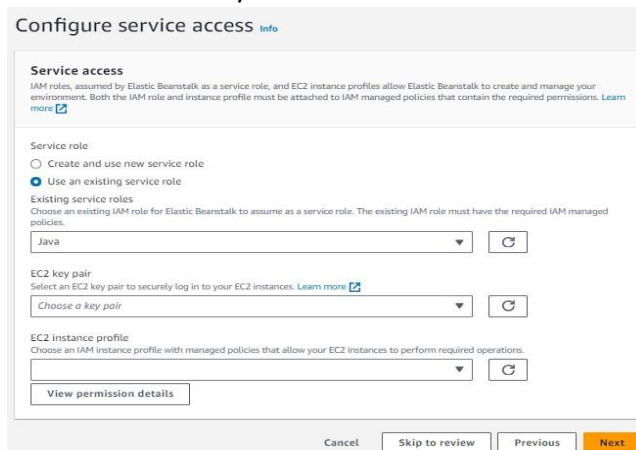 Configure service access Info
Service access
IAM roles, assumed by Elastic Beanstalk as a service role, and EC2 instance profiles allow Elastic Beanstalk to create and manage your
environment. Both the IAM role and instance profile must be attached to IAM managed policies that contain the required permissions. Learn
more
Service role
Create and use new service role
Use an existing service role
Existing service roles
Choose an existing IAM role for Elastic Beanstalk to assume as a service role. The existing IAM role must have the required IAM managed
policies.
Java
EC2 key pair
Select an EC2 key pair to securely log in to your EC2 instances. Learn more
Choose a key pair
EC2 instance profile
Choose an IAM instance profile with managed policies that allow your EC2 instances to perform required operations.
View permission details
Cancel Skip to review Previous Next